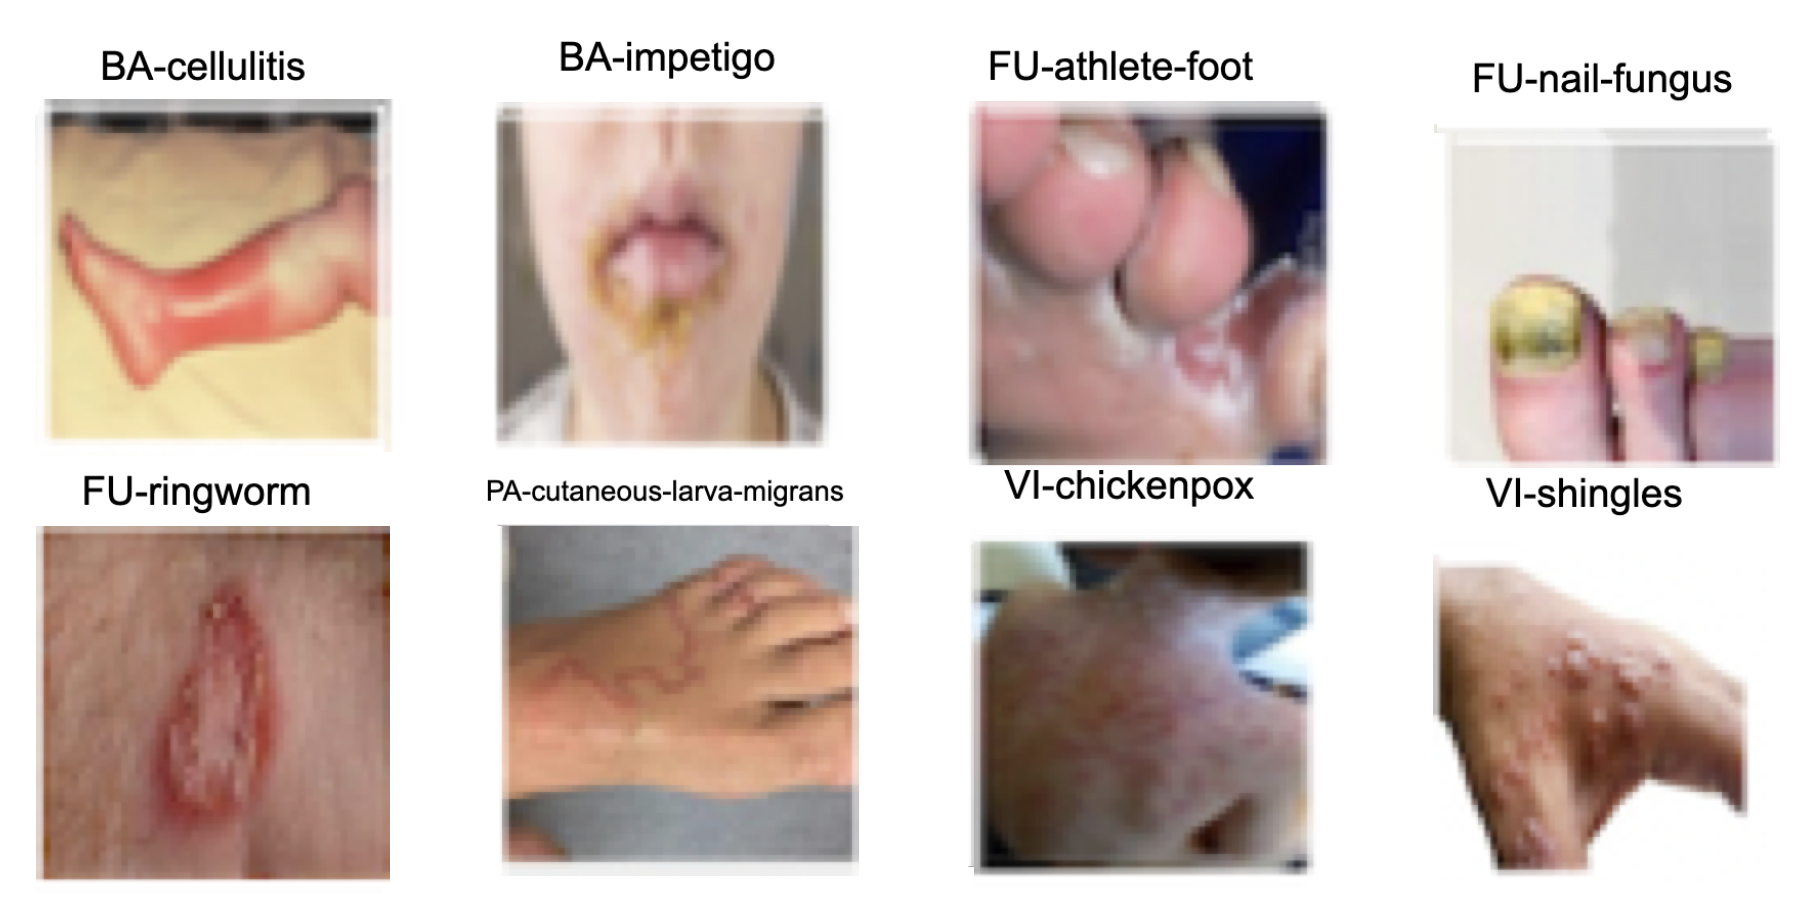 BA-cellulitis
BA-impetigo
FU-athlete-foot
FU-nail-fungus
FU-ringworm
PA-cutaneous-larva-migrans
VI-chickenpox
VI-shingles